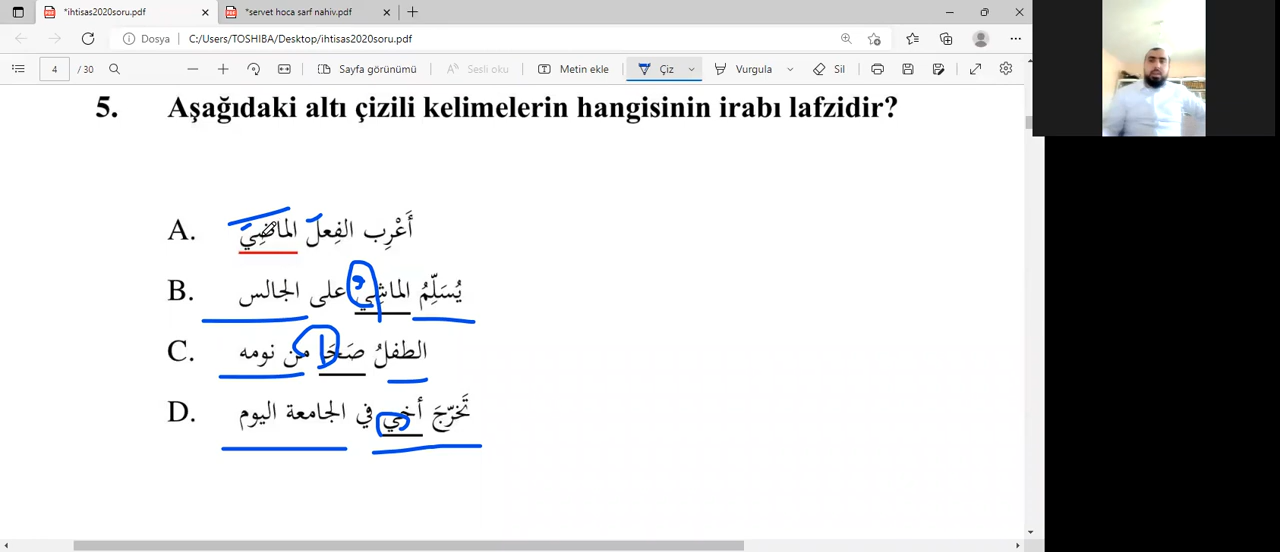 *ihtisas2020soru.pdf
*servet hoca sarf nahiv.pdf
Dosya C:/Users/TOSHIBA/Desktop/ihtisas2020soru.pdf
4 / 30 Sayfa görünümü Sesli oku Metin ekle Çiz Vurgula Sil
5. Aşağıdaki altı çizili kelimelerin hangisinin irabı lafzidir?
A. أَعْرِب الفِعلَ الماضِيَ
B. يُسَلِّمُ الماشِي على الجالس
C. الطفلُ صَحَا من نومه
D. تَخرّجَ أخي في الجامعة اليوم